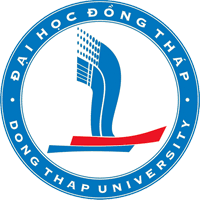 ĐẠI HỌC ĐỒNG THÁP
DONG THAP UNIVERSITY